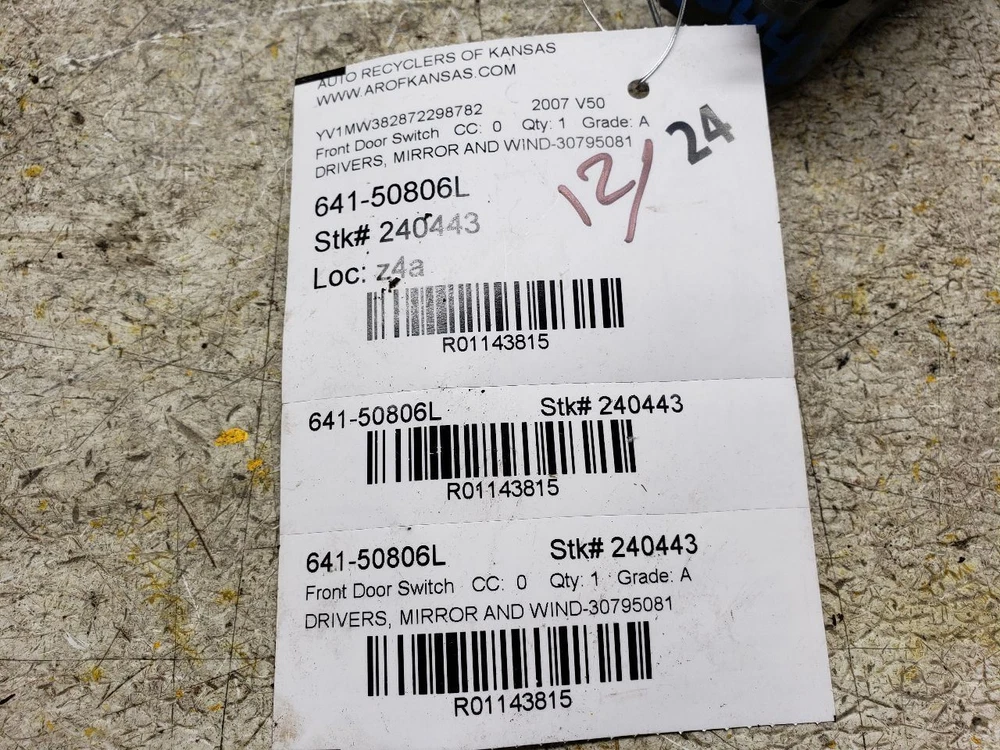 AUTO RECYCLERS OF KANSAS
WWW.AROFKANSAS.COM
YV1MW382872298782 2007 V50
Front Door Switch CC: 0 Qty: 1 Grade: A
DRIVERS, MIRROR AND WIND-30795081
24
12/
641-50806L
Stk# 240443
Loc: z4a
R01143815
641-50806L Stk# 240443
R01143815
641-50806L Stk# 240443
Front Door Switch CC: 0 Qty: 1 Grade: A
DRIVERS, MIRROR AND WIND-30795081
R01143815